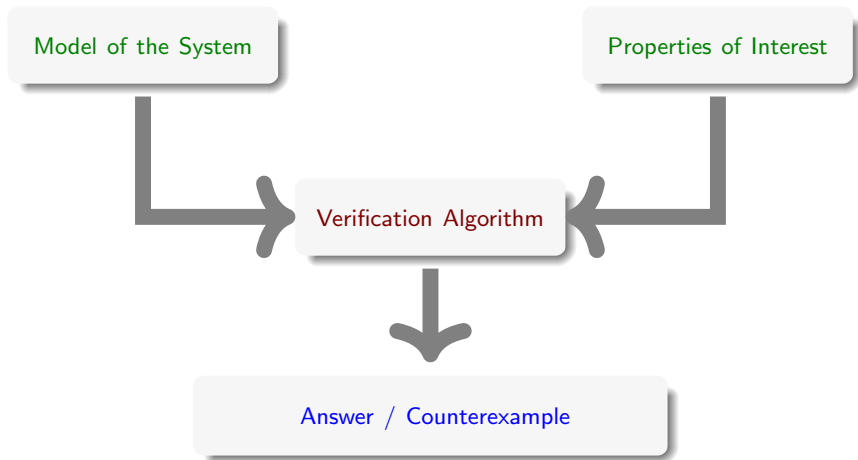 Model of the System
Properties of Interest
Verification Algorithm
Answer / Counterexample